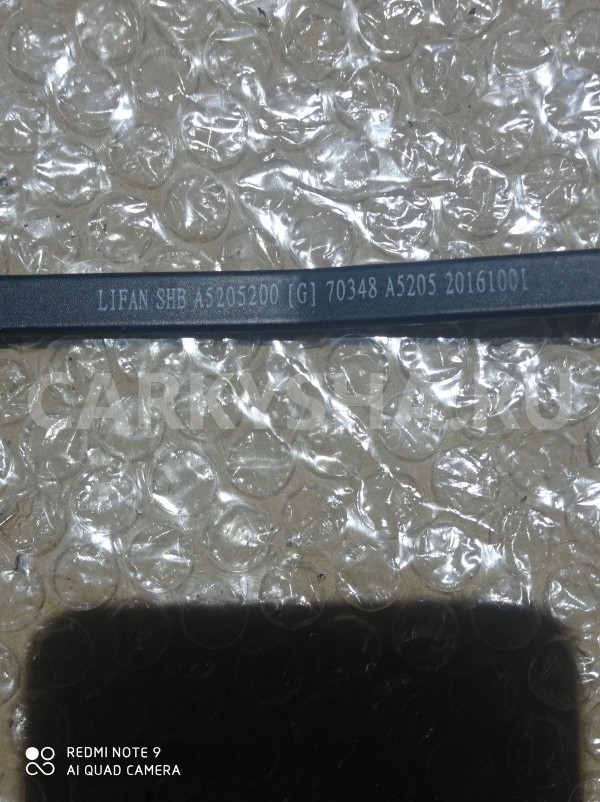 LIFAN SHB A5205200 [G] 70348 A5205 20161001
CARKYSHA.RU
REDMI NOTE 9
AI QUAD CAMERA